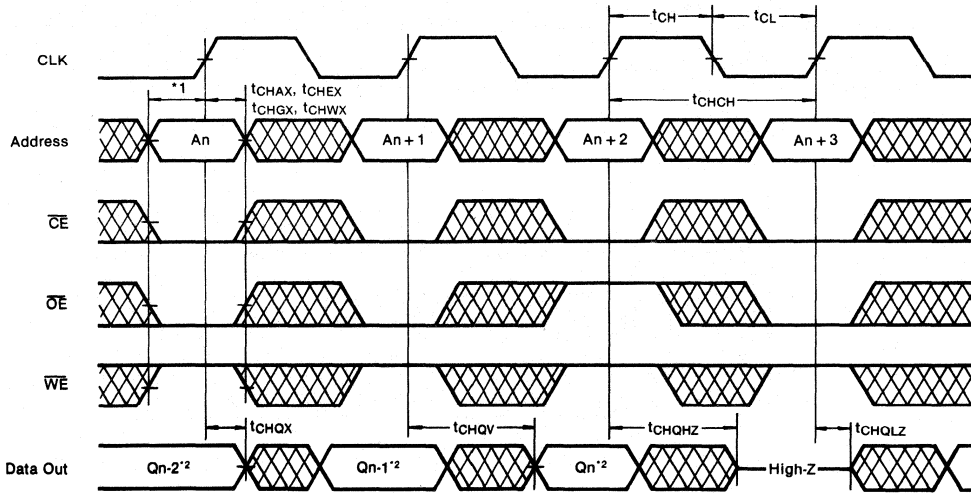 tCH
tCL
CLK
*1
tCHAX, tCHEX
tCHGX, tCHWX
tCHCH
Address
An
An + 1
An + 2
An + 3
CE
OE
WE
tCHQX
tCHQV
tCHQHZ
tCHQLZ
Data Out
Qn-2*2
Qn-1*2
Qn*2
High-Z